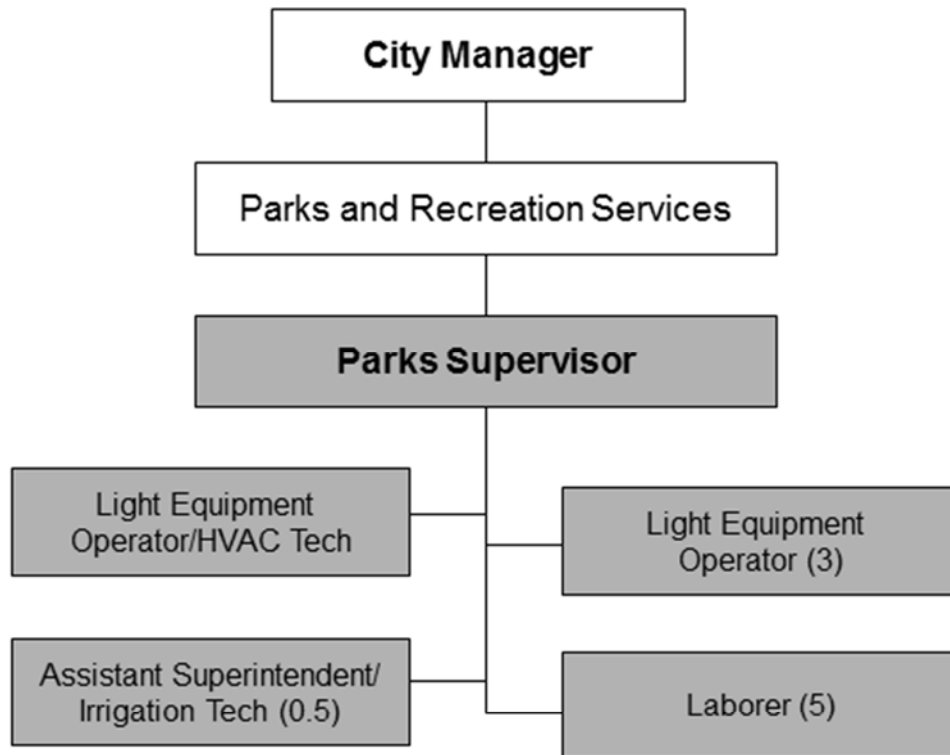 City Manager
Parks and Recreation Services
Parks Supervisor
Light Equipment
Operator/HVAC Tech
Light Equipment
Operator (3)
Assistant Superintendent/
Irrigation Tech (0.5)
Laborer (5)